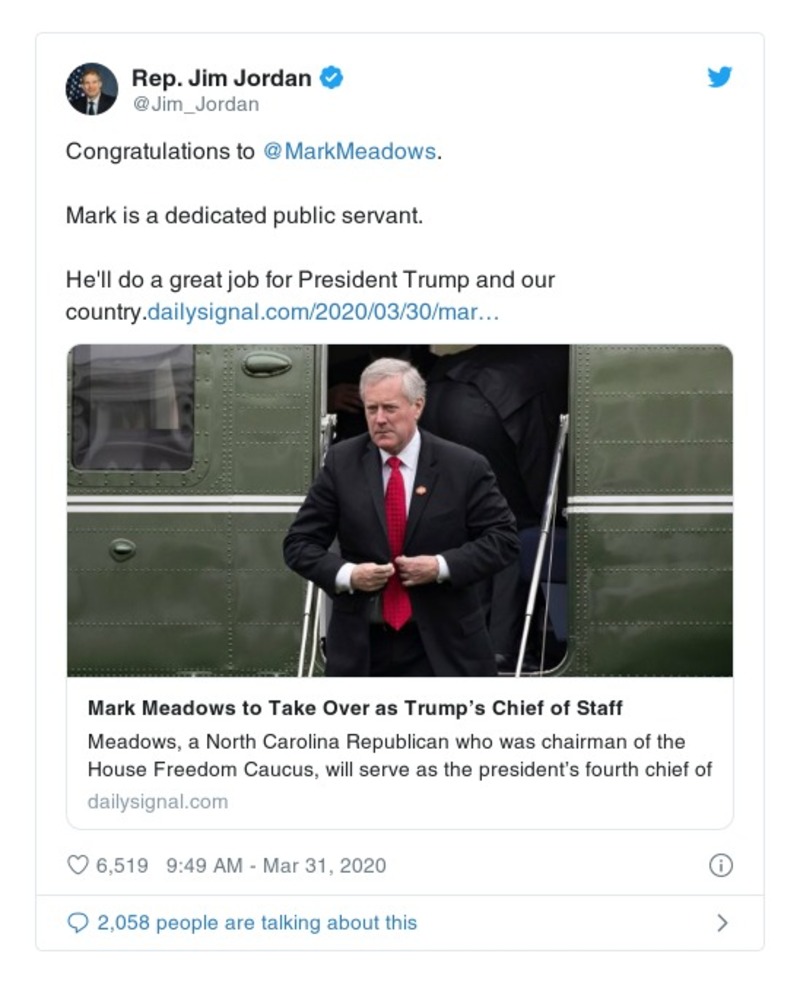 Rep. Jim Jordan
@Jim_Jordan
Congratulations to @MarkMeadows.
Mark is a dedicated public servant.
He'll do a great job for President Trump and our
country.dailysignal.com/2020/03/30/mar…
Mark Meadows to Take Over as Trump’s Chief of Staff
Meadows, a North Carolina Republican who was chairman of the
House Freedom Caucus, will serve as the president’s fourth chief of
dailysignal.com
6,519 9:49 AM - Mar 31, 2020
2,058 people are talking about this